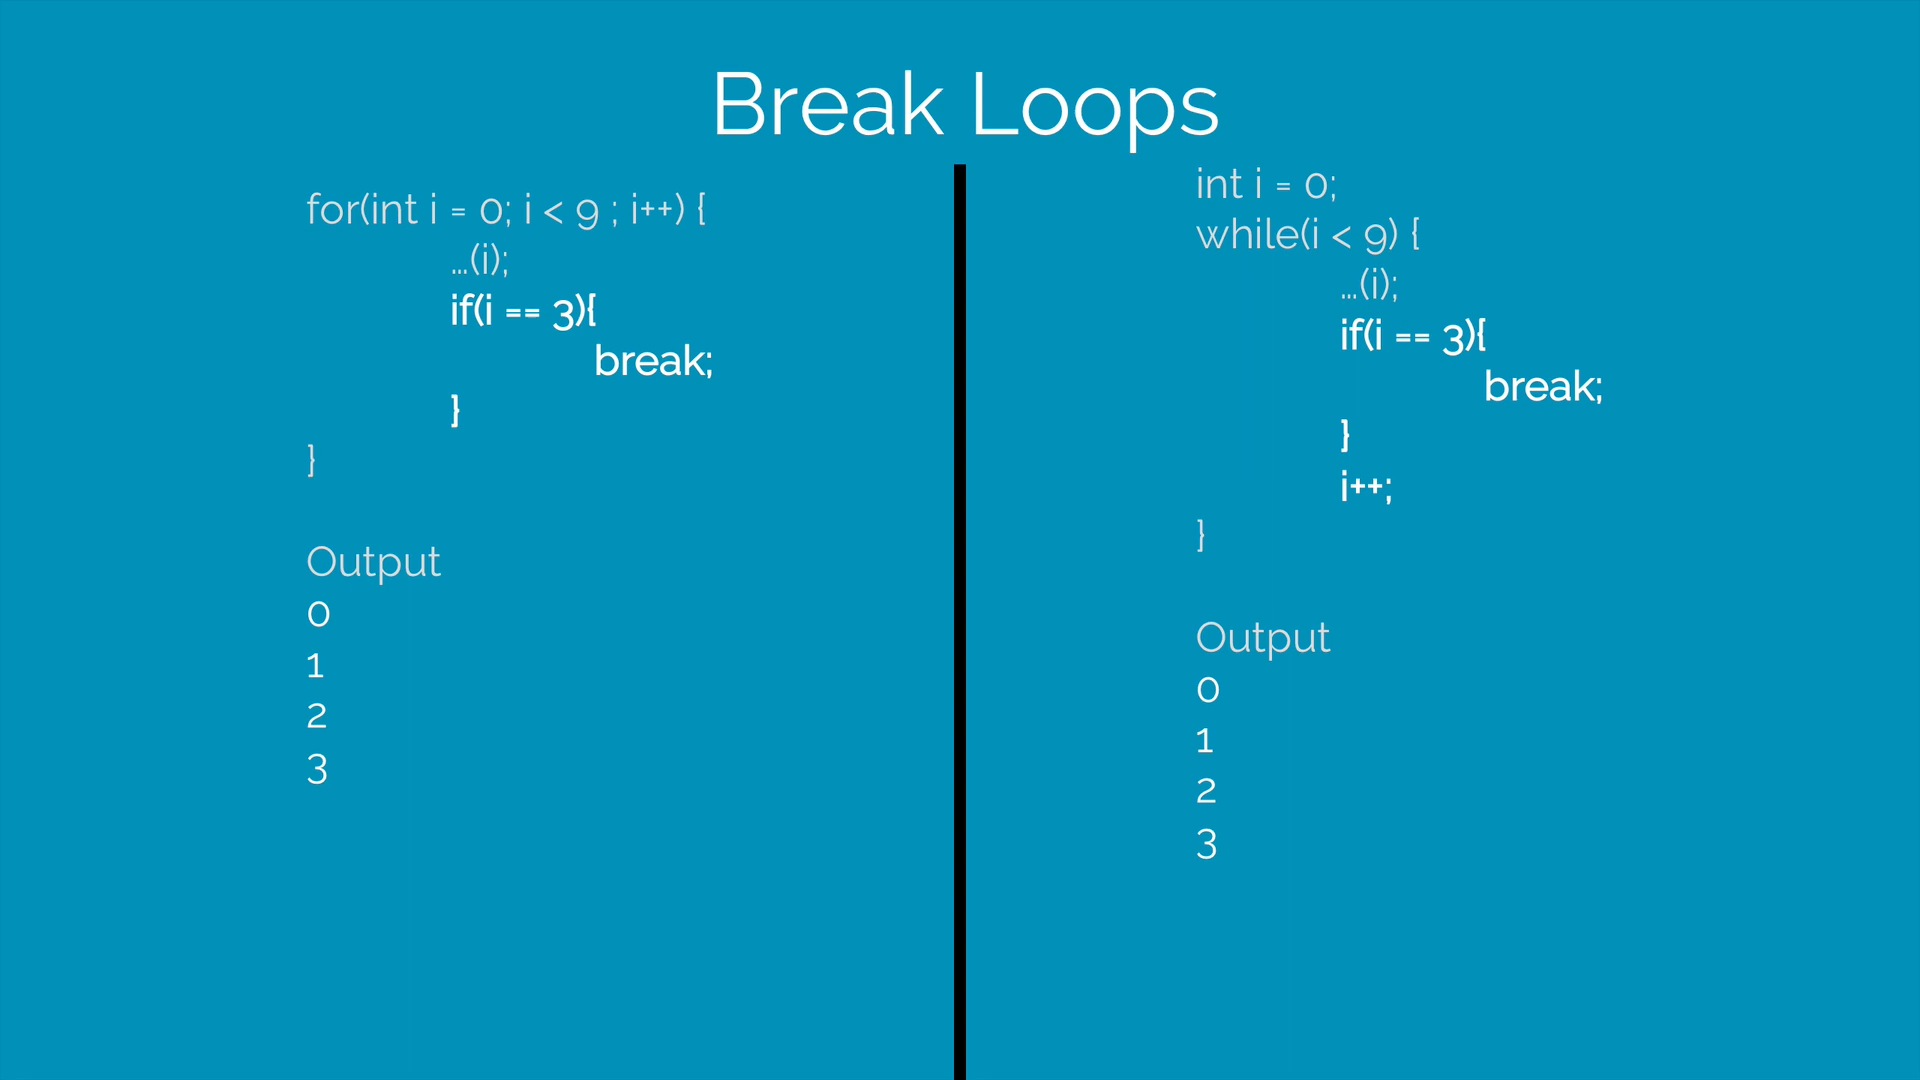 Break Loops
for(int i = 0; i < 9 ; i++) {
...(i);
if(i == 3){
break;
}
}
Output
0
1
2
3
int i = 0;
while(i < 9) {
...(i);
if(i == 3){
break;
}
i++;
}
Output
0
1
2
3